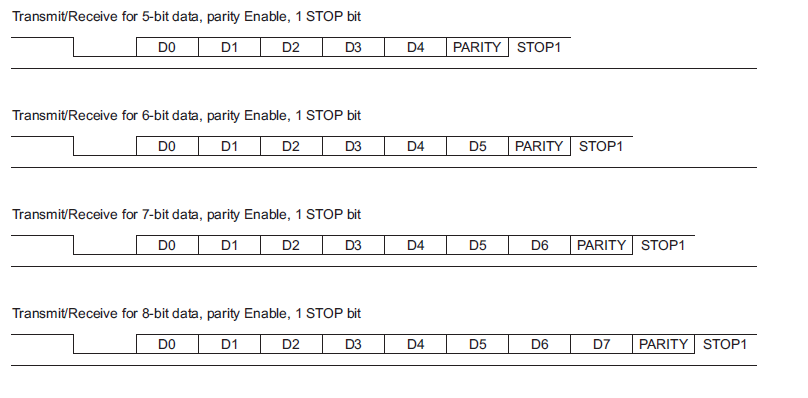 Transmit/Receive for 5-bit data, parity Enable, 1 STOP bit
D0 D1 D2 D3 D4 PARITY STOP1
Transmit/Receive for 6-bit data, parity Enable, 1 STOP bit
D0 D1 D2 D3 D4 D5 PARITY STOP1
Transmit/Receive for 7-bit data, parity Enable, 1 STOP bit
D0 D1 D2 D3 D4 D5 D6 PARITY STOP1
Transmit/Receive for 8-bit data, parity Enable, 1 STOP bit
D0 D1 D2 D3 D4 D5 D6 D7 PARITY STOP1